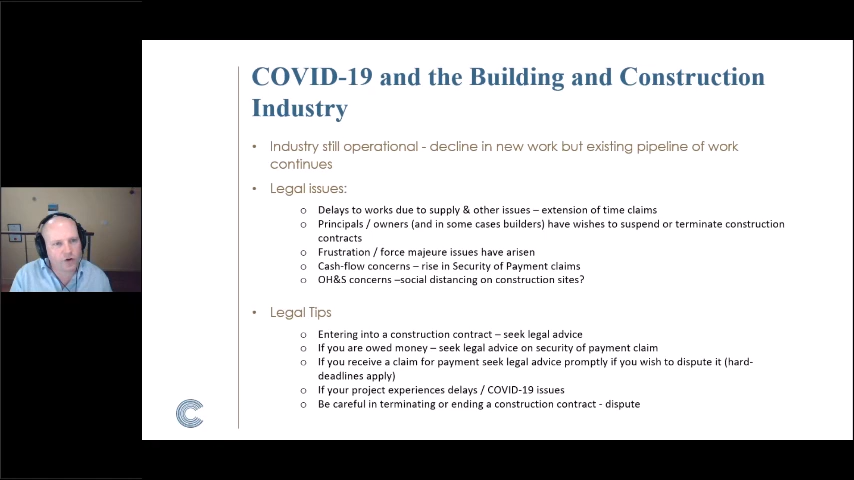 COVID-19 and the Building and Construction
Industry
• Industry still operational - decline in new work but existing pipeline of work
continues
• Legal issues:
o Delays to works due to supply & other issues – extension of time claims
o Principals / owners (and in some cases builders) have wishes to suspend or terminate construction
contracts
o Frustration / force majeure issues have arisen
o Cash-flow concerns – rise in Security of Payment claims
o OH&S concerns –social distancing on construction sites?
• Legal Tips
o Entering into a construction contract – seek legal advice
o If you are owed money – seek legal advice on security of payment claim
o If you receive a claim for payment seek legal advice promptly if you wish to dispute it (hard-
deadlines apply)
o If your project experiences delays / COVID-19 issues
o Be careful in terminating or ending a construction contract - dispute